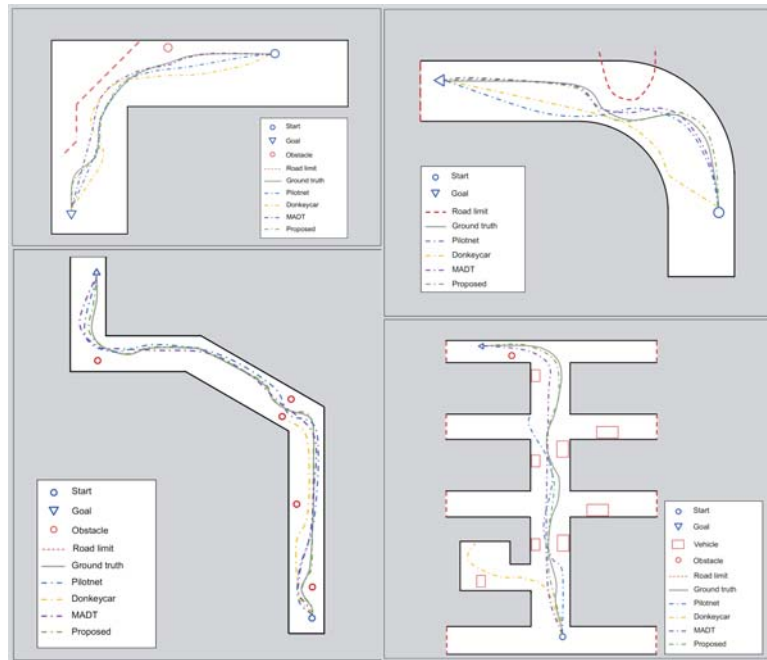 Start
Goal
Obstacle
Road limit
Ground truth
Pilotnet
Donkeycar
MADT
Proposed
Start
Goal
Road limit
Ground truth
Pilotnet
Donkeycar
MADT
Proposed
Start
Goal
Obstacle
Road limit
Ground truth
Pilotnet
Donkeycar
MADT
Proposed
Start
Goal
Vehicle
Obstacle
Road limit
Ground truth
Pilotnet
Donkeycar
MADT
Proposed